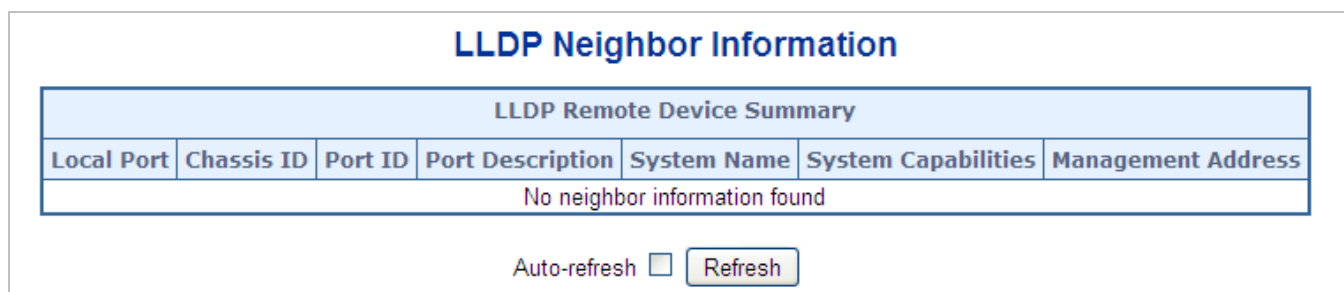 LLDP Neighbor Information
LLDP Remote Device Summary
Local Port Chassis ID Port ID Port Description System Name System Capabilities Management Address
No neighbor information found
Auto-refresh Refresh